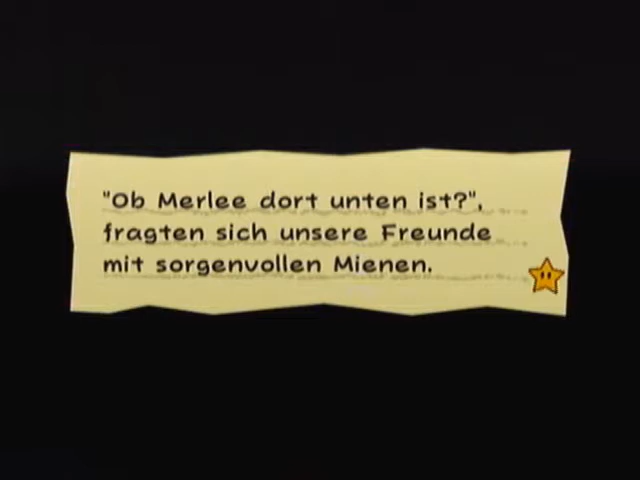 "Ob Merlee dort unten ist?",
fragten sich unsere Freunde
mit sorgenvollen Mienen.